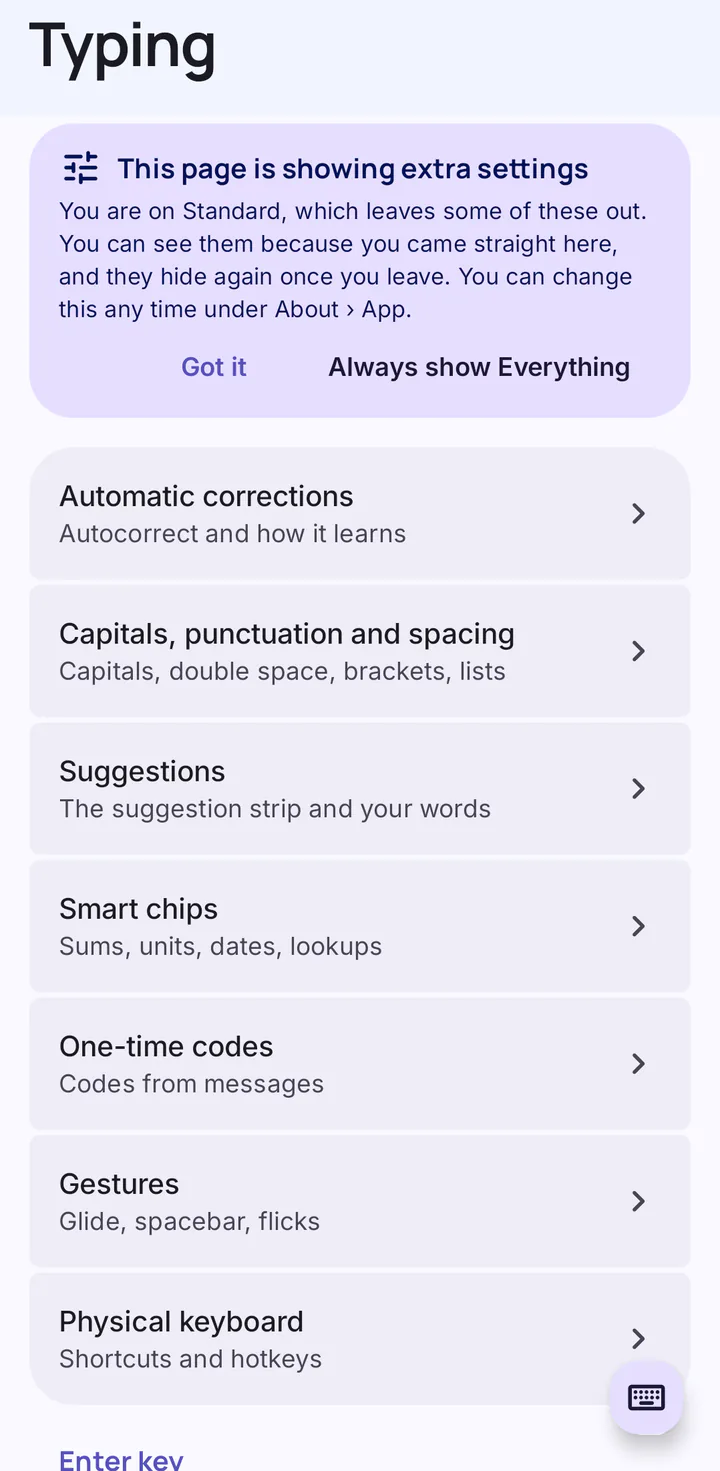 Typing
This page is showing extra settings
You are on Standard, which leaves some of these out.
You can see them because you came straight here,
and they hide again once you leave. You can change
this any time under About › App.
Got it
Always show Everything
Automatic corrections
Autocorrect and how it learns
Capitals, punctuation and spacing
Capitals, double space, brackets, lists
Suggestions
The suggestion strip and your words
Smart chips
Sums, units, dates, lookups
One-time codes
Codes from messages
Gestures
Glide, spacebar, flicks
Physical keyboard
Shortcuts and hotkeys
Enter key